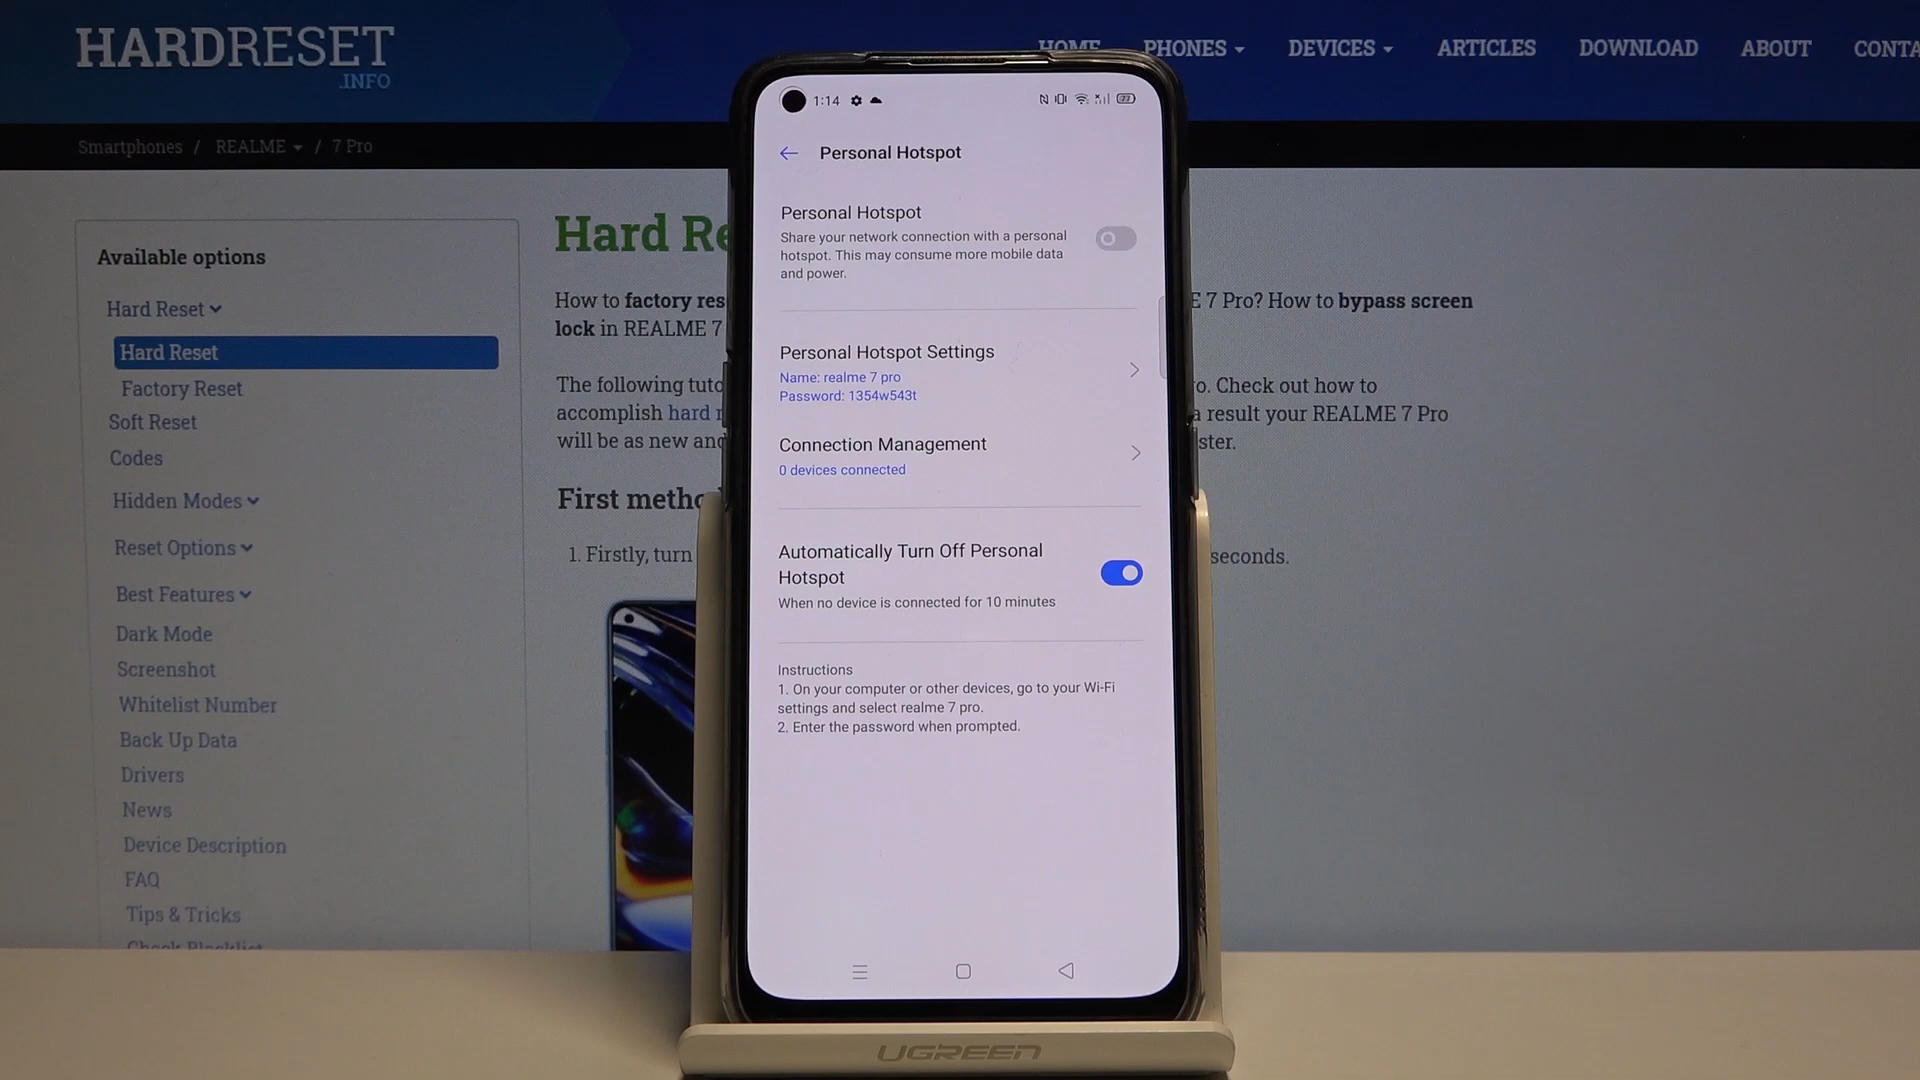 HARDRESET
.INFO
HOME PHONES DEVICES ARTICLES DOWNLOAD ABOUT CONTA
Smartphones / REALME / 7 Pro
Available options
Hard Reset
Hard Reset
Factory Reset
Soft Reset
Codes
Hidden Modes
Reset Options
Best Features
Dark Mode
Screenshot
Whitelist Number
Back Up Data
Drivers
News
Device Description
FAQ
Tips & Tricks
Check Blacklist
Hard Re
How to factory res
E 7 Pro? How to bypass screen
lock in REALME 7
The following tuto
o. Check out how to
accomplish hard r
a result your REALME 7 Pro
will be as new and
ster.
First metho
1. Firstly, turn
seconds.
1:14
77
Personal Hotspot
Personal Hotspot
Share your network connection with a personal
hotspot. This may consume more mobile data
and power.
Personal Hotspot Settings
Name: realme 7 pro
Password: 1354w543t
Connection Management
0 devices connected
Automatically Turn Off Personal
Hotspot
When no device is connected for 10 minutes
Instructions
1. On your computer or other devices, go to your Wi-Fi
settings and select realme 7 pro.
2. Enter the password when prompted.
UGREEN